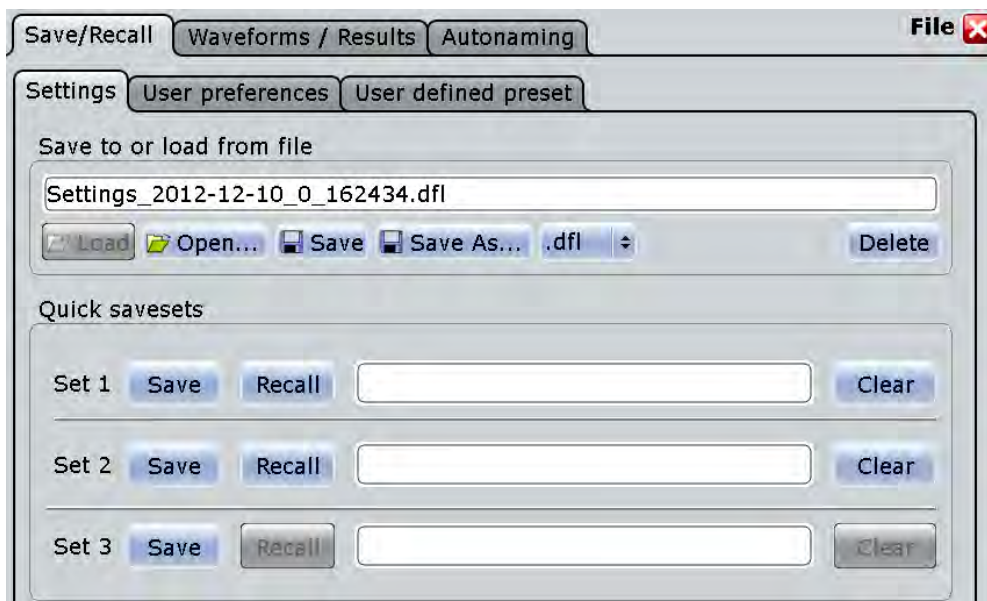 Save/Recall Waveforms / Results Autonaming File
Settings User preferences User defined preset
Save to or load from file
Settings_2012-12-10_0_162434.dfl
Load Open... Save Save As... .dfl Delete
Quick savesets
Set 1 Save Recall Clear
Set 2 Save Recall Clear
Set 3 Save Recall Clear